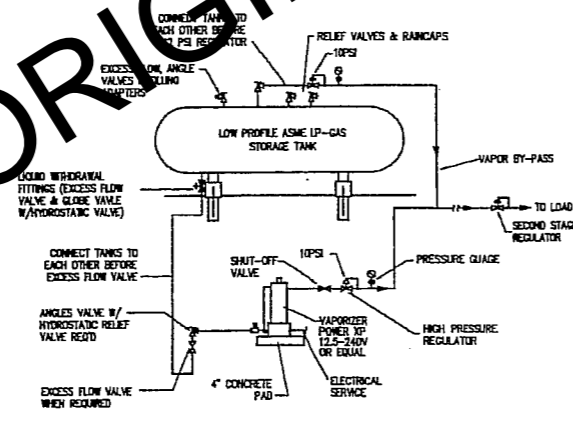 ORIGI
CONNECT TANKS TO
EACH OTHER BEFORE
PSI REGULATOR
RELIEF VALVES & RAINCAPS
10PSI
EXCESS FLOW, ANGLE
VALVES
ADAPTERS
LOW PROFILE ASME LP-GAS
STORAGE TANK
VAPOR BY-PASS
LIQUID WITHDRAWAL
FITTINGS (EXCESS FLOW
VALVE & GLOBE VAVLE
W/HYDROSTATIC VALVE)
TO LOAD
SECOND STAG
REGULATOR
CONNECT TANKS TO
EACH OTHER BEFORE
EXCESS FLOW VALVE
SHUT-OFF
VALVE
10PSI
PRESSURE GUAGE
ANGLES VALVE W/
HYDROSTATIC RELIEF
VALVE REQ'D
VAPORIZER
POWER XP
12.5-240V
OR EQUAL
HIGH PRESSURE
REGULATOR
EXCESS FLOW VALVE
WHEN REQUIRED
4" CONCRETE
PAD
ELECTRICAL
SERVICE